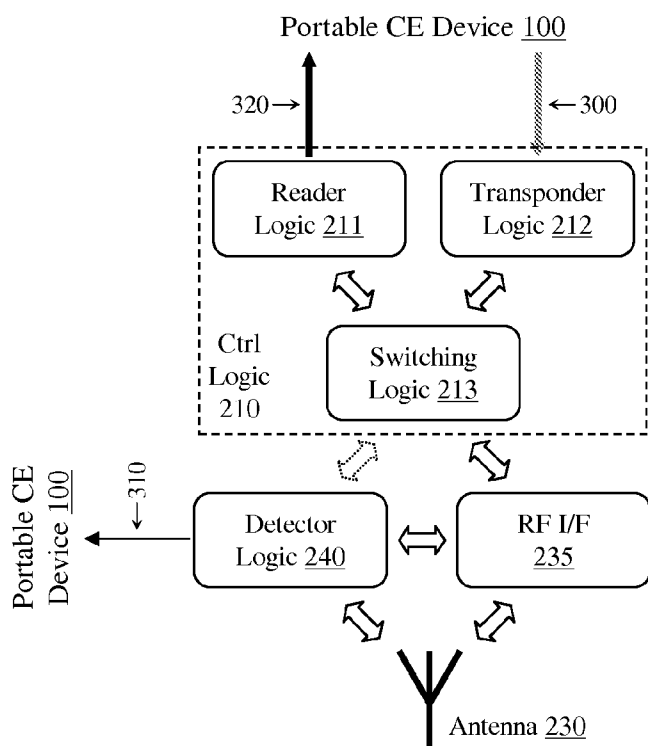 Portable CE Device 100
320
300
Reader
Logic 211
Transponder
Logic 212
Ctrl
Logic
210
Switching
Logic 213
Portable CE
Device 100
310
Detector
Logic 240
RF I/F
235
Antenna 230